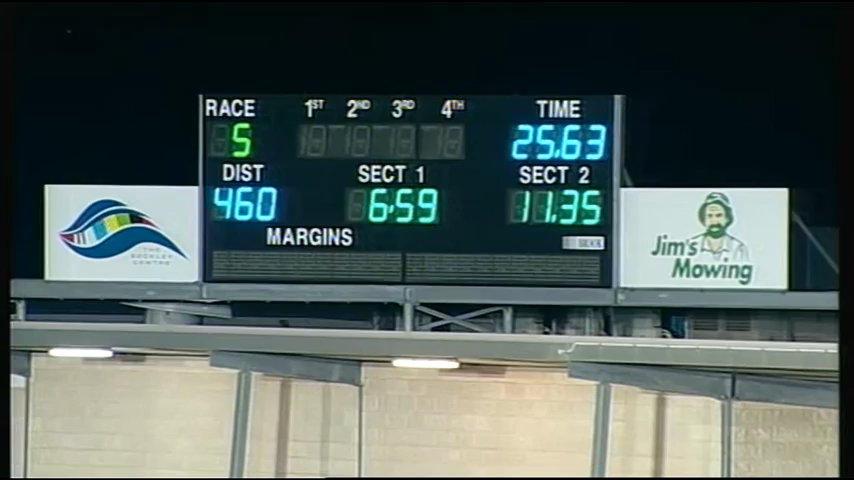 RACE 1ST 2ND 3RD 4TH TIME
5 25.63
DIST SECT 1 SECT 2
460 6.59 11.35
MARGINS
THE
BECKLEY
CENTRE
Jim's
Mowing